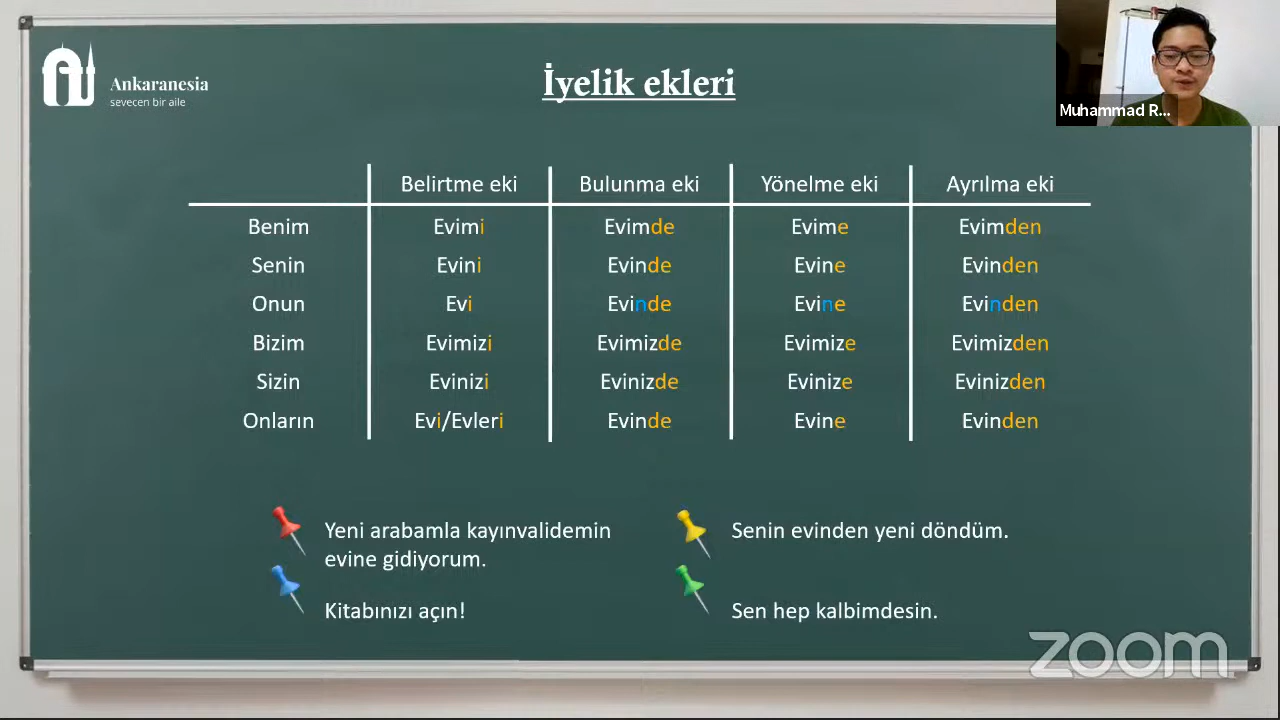 Ankaranesia
sevecen bir aile
İyelik ekleri
Muhammad R...
Belirtme eki Bulunma eki Yönelme eki Ayrılma eki
Benim Evimi Evimde Evime Evimden
Senin Evini Evinde Evine Evinden
Onun Evi Evinde Evine Evinden
Bizim Evimizi Evimizde Evimize Evimizden
Sizin Evinizi Evinizde Evinize Evinizden
Onların Evi/Evleri Evinde Evine Evinden
Yeni arabamla kayınvalidemin
evine gidiyorum.
Senin evinden yeni döndüm.
Kitabınızı açın!
Sen hep kalbimdesin.
zoom